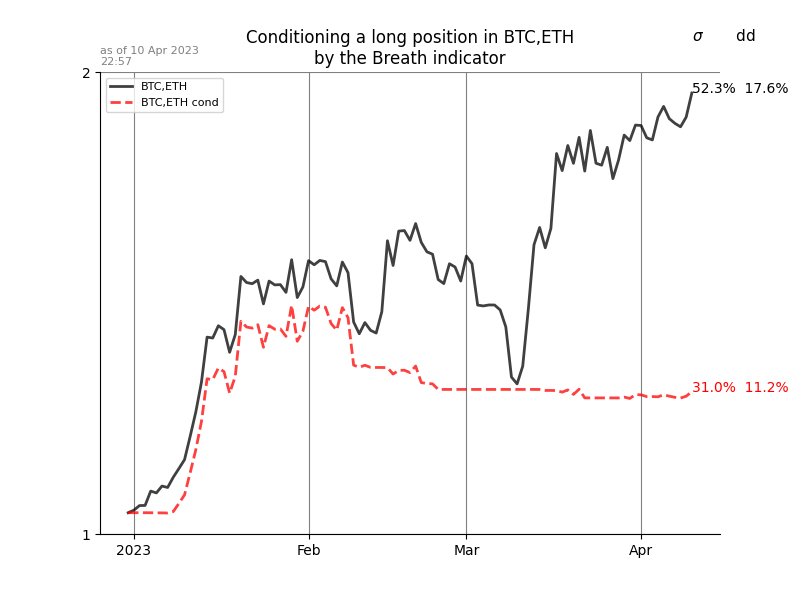 Conditioning a long position in BTC,ETH
by the Breath indicator
σ dd
as of 10 Apr 2023
22:57
2
BTC,ETH
BTC,ETH cond
52.3% 17.6%
31.0% 11.2%
1
2023 Feb Mar Apr